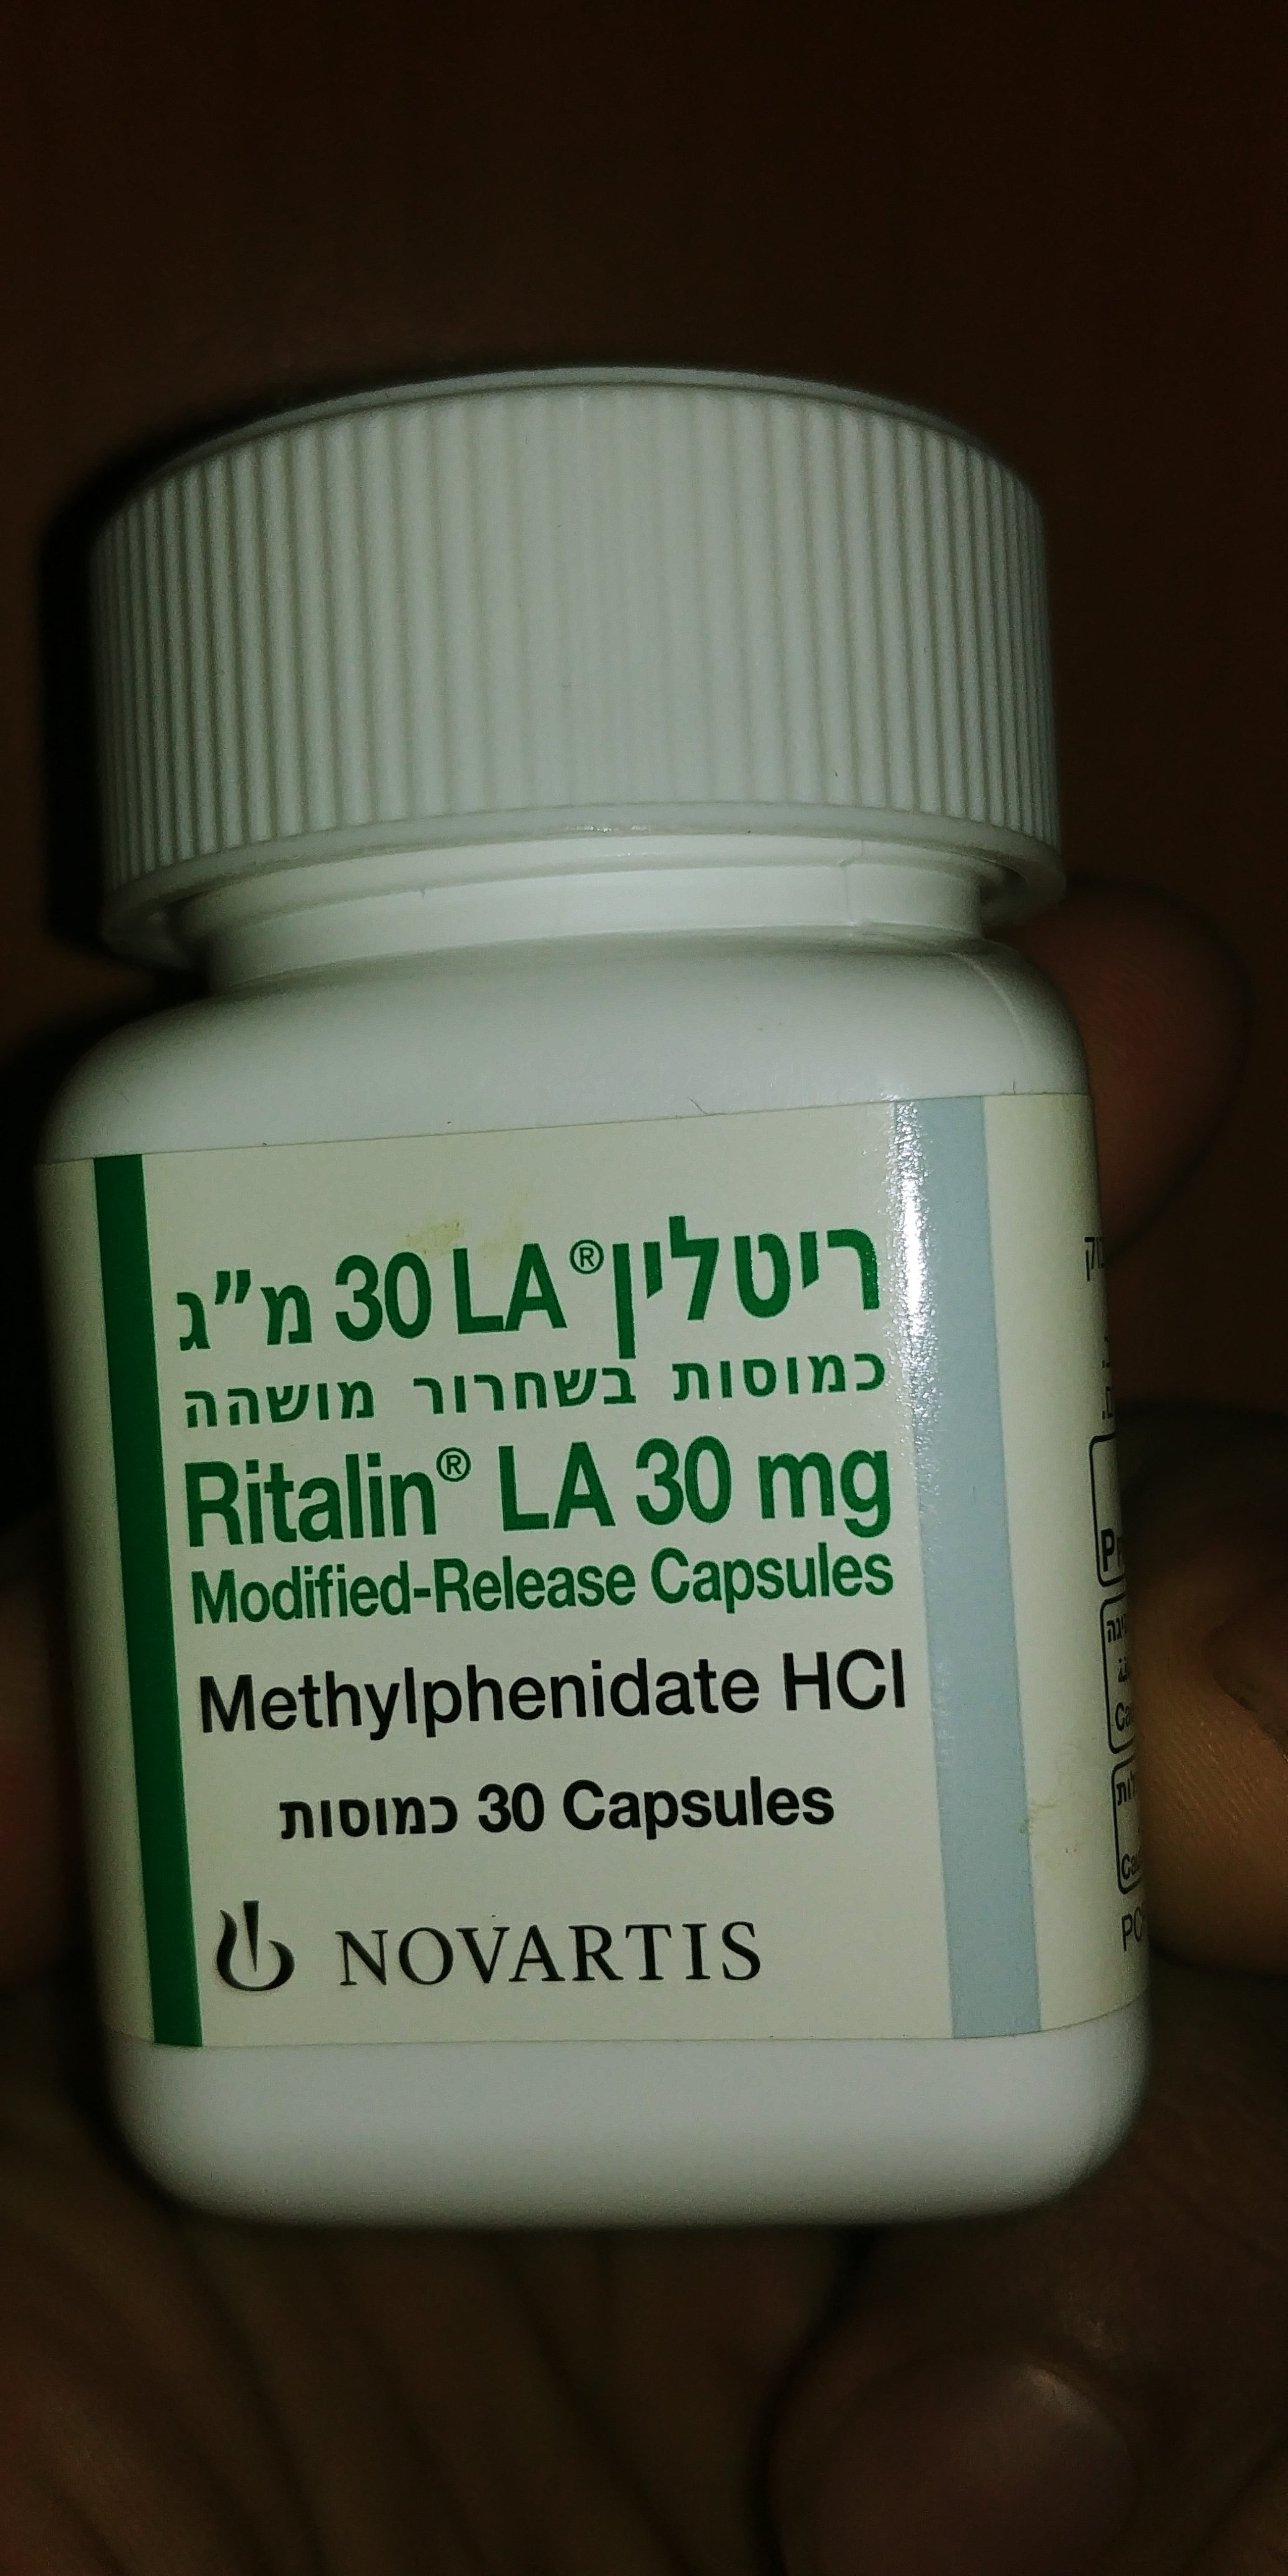 ריטלין® LA 30 מ"ג
כמוסות בשחרור מושהה
Ritalin® LA 30 mg
Modified-Release Capsules
Methylphenidate HCl
30 Capsules כמוסות
NOVARTIS